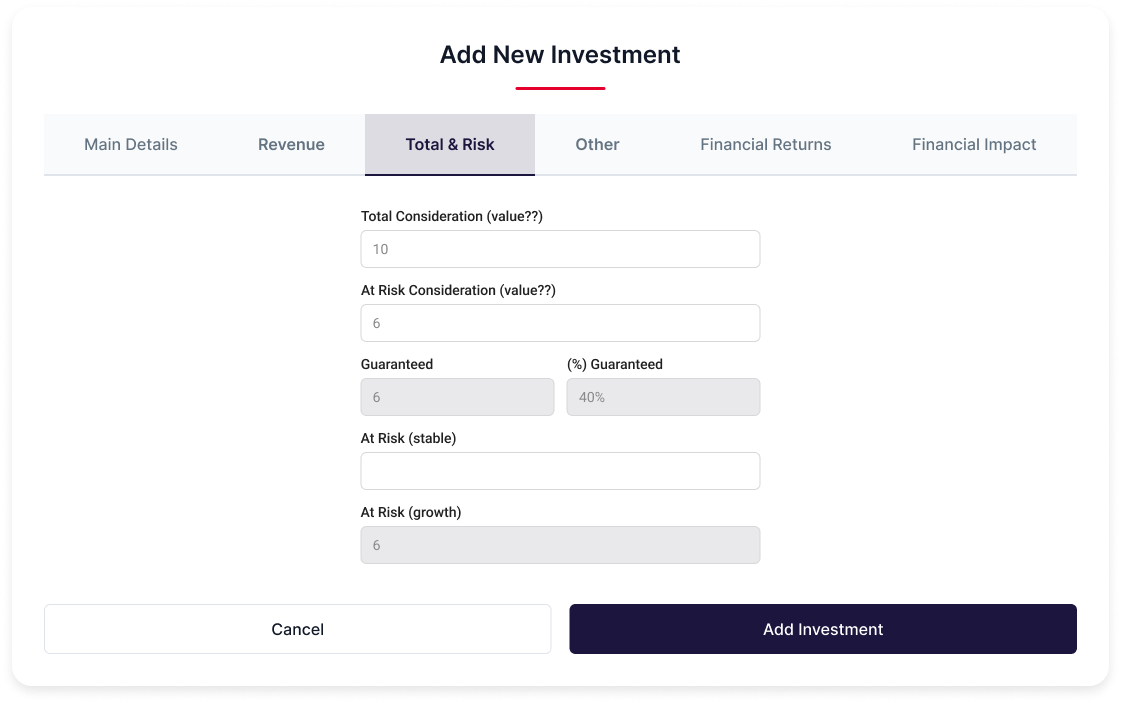 Add New Investment
Main Details Revenue Total & Risk Other Financial Returns Financial Impact
Total Consideration (value??)
10
At Risk Consideration (value??)
6
Guaranteed (%) Guaranteed
6 40%
At Risk (stable)
At Risk (growth)
6
Cancel Add Investment